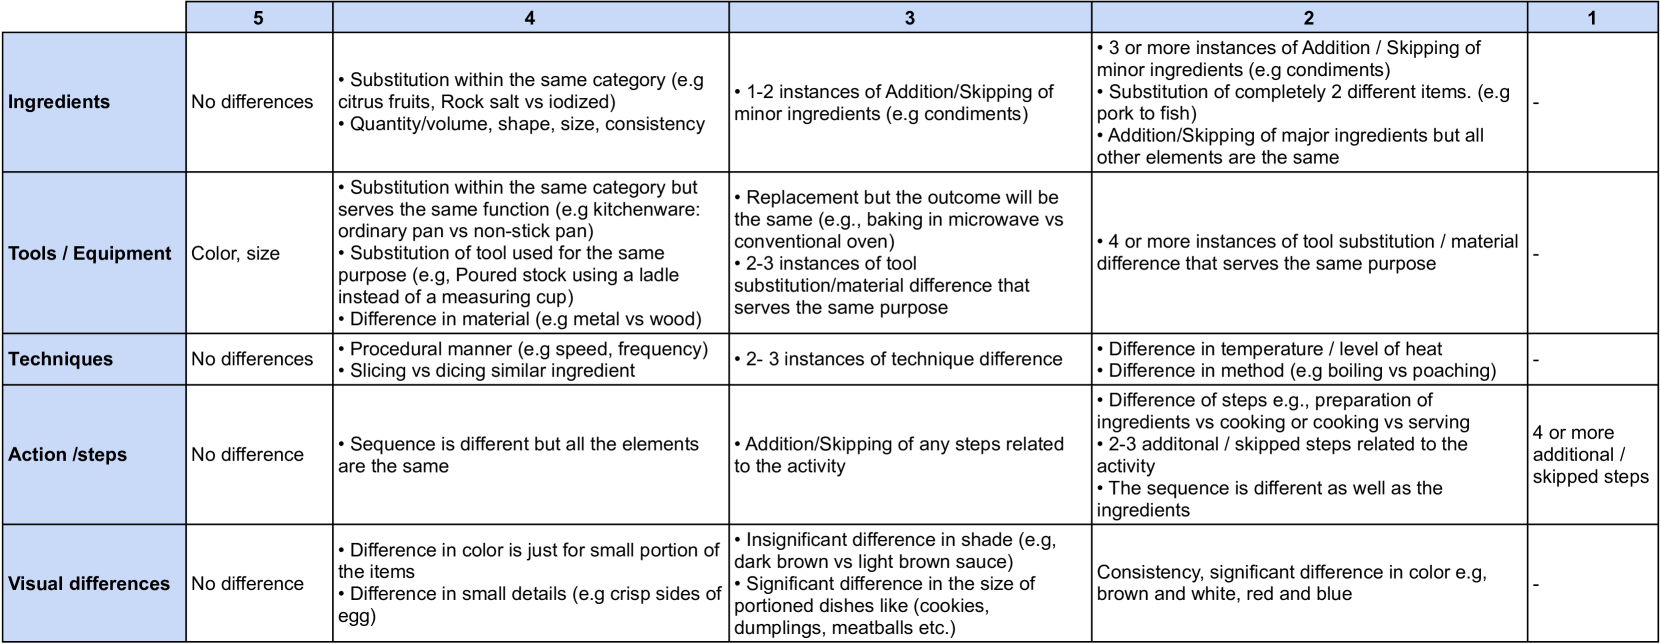 5 4 3 2 1
Ingredients
No differences
• Substitution within the same category (e.g
citrus fruits, Rock salt vs iodized)
• Quantity/volume, shape, size, consistency
• 1-2 instances of Addition/Skipping of
minor ingredients (e.g condiments)
• 3 or more instances of Addition / Skipping of
minor ingredients (e.g condiments)
• Substitution of completely 2 different items. (e.g
pork to fish)
• Addition/Skipping of major ingredients but all
other elements are the same
-
Tools / Equipment
Color, size
• Substitution within the same category but
serves the same function (e.g kitchenware:
ordinary pan vs non-stick pan)
• Substitution of tool used for the same
purpose (e.g, Poured stock using a ladle
instead of a measuring cup)
• Difference in material (e.g metal vs wood)
• Replacement but the outcome will be
the same (e.g., baking in microwave vs
conventional oven)
• 2-3 instances of tool
substitution/material difference that
serves the same purpose
• 4 or more instances of tool substitution / material
difference that serves the same purpose
-
Techniques
No differences
• Procedural manner (e.g speed, frequency)
• Slicing vs dicing similar ingredient
• 2- 3 instances of technique difference
• Difference in temperature / level of heat
• Difference in method (e.g boiling vs poaching)
-
Action /steps
No difference
• Sequence is different but all the elements
are the same
• Addition/Skipping of any steps related
to the activity
• Difference of steps e.g., preparation of
ingredients vs cooking or cooking vs serving
• 2-3 additonal / skipped steps related to the
activity
• The sequence is different as well as the
ingredients
4 or more
additional /
skipped steps
Visual differences
No difference
• Difference in color is just for small portion of
the items
• Difference in small details (e.g crisp sides of
egg)
• Insignificant difference in shade (e.g,
dark brown vs light brown sauce)
• Significant difference in the size of
portioned dishes like (cookies,
dumplings, meatballs etc.)
Consistency, significant difference in color e.g,
brown and white, red and blue
-